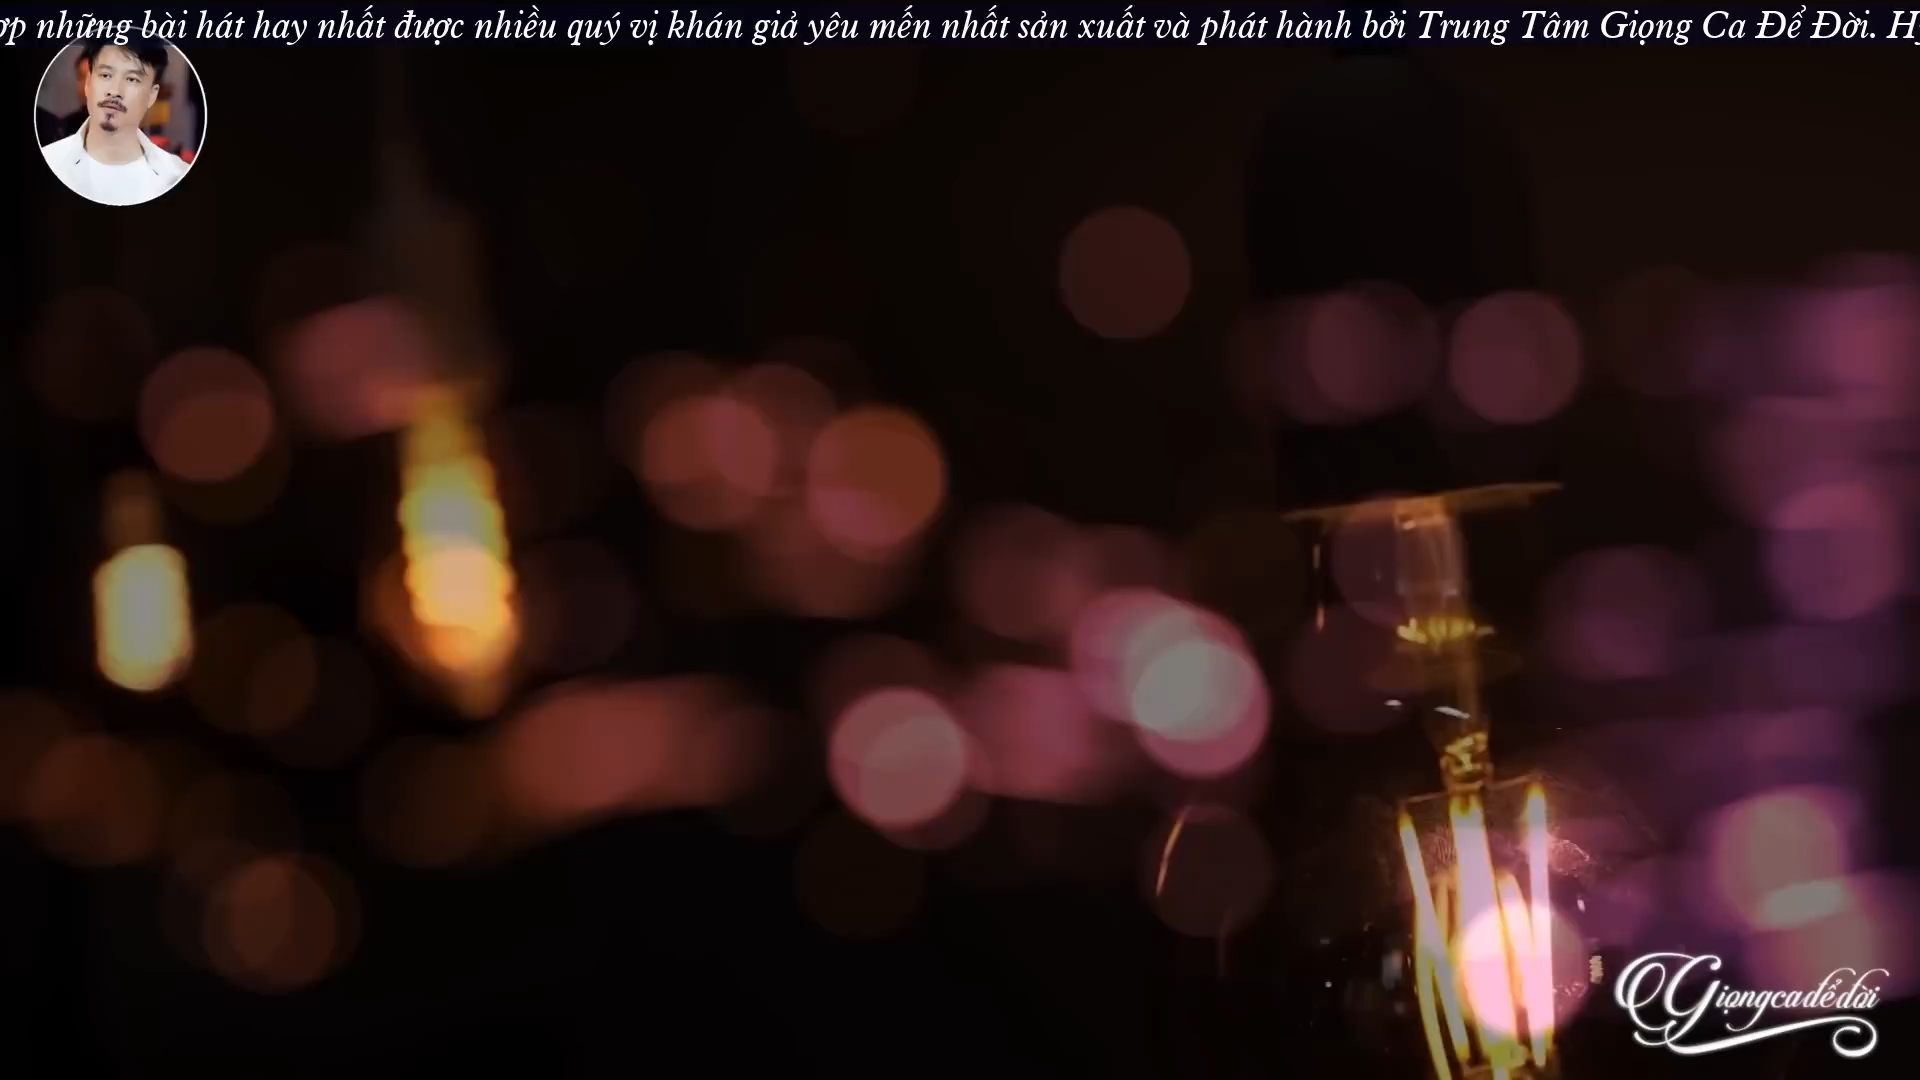 những bài hát hay nhất được nhiều quý vị khán giả yêu mến nhất sản xuất và phát hành bởi Trung Tâm Giọng Ca Để Đời.
Giọngcađểđời